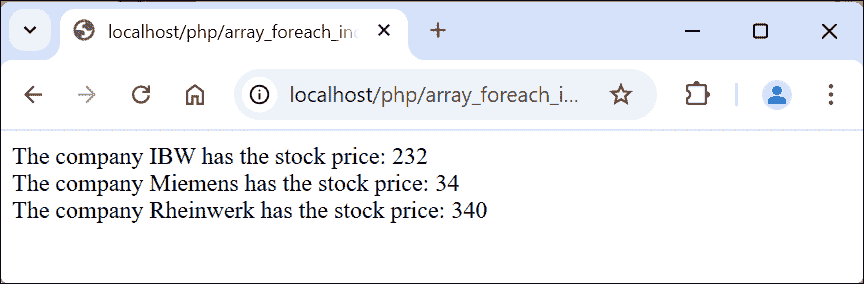 localhost/php/array_foreach_in
localhost/php/array_foreach_i...
The company IBW has the stock price: 232
The company Miemens has the stock price: 34
The company Rheinwerk has the stock price: 340